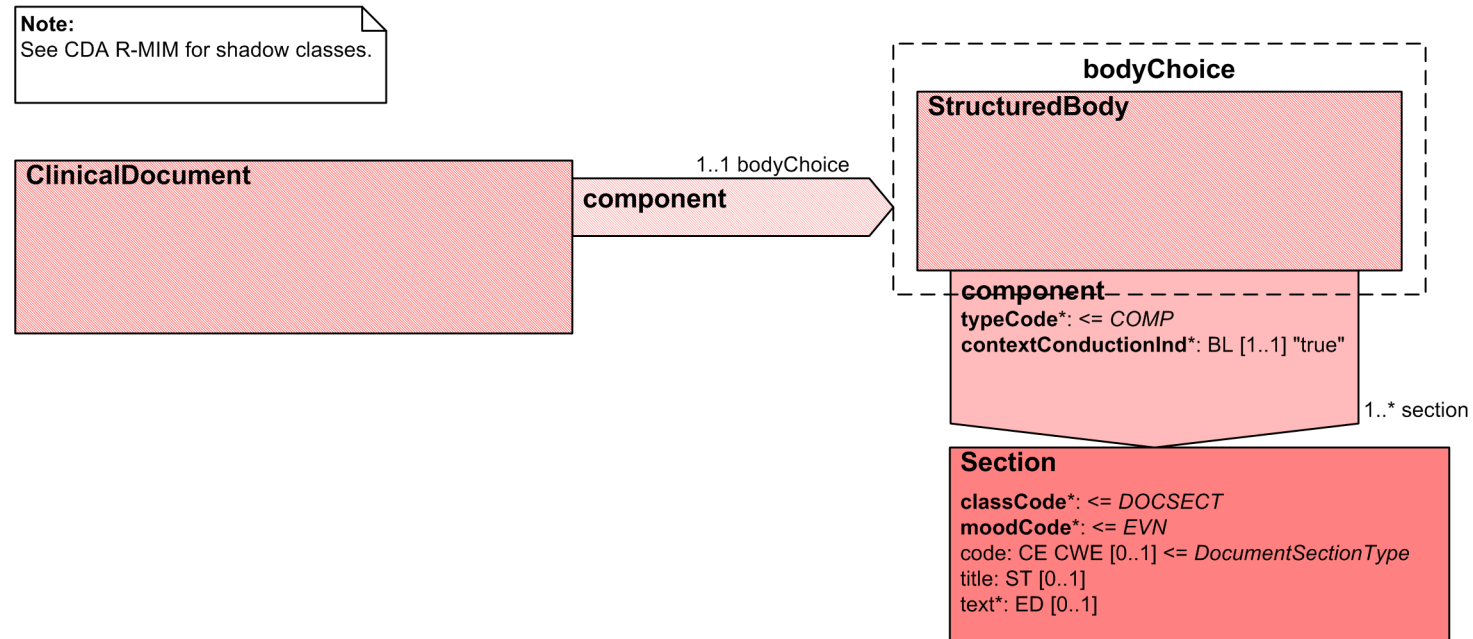 Note:
See CDA R-MIM for shadow classes.
bodyChoice
StructuredBody
ClinicalDocument
1..1 bodyChoice
component
component
typeCode*: <= COMP
contextConductionInd*: BL [1..1] "true"
1..* section
Section
classCode*: <= DOCSECT
moodCode*: <= EVN
code: CE CWE [0..1] <= DocumentSectionType
title: ST [0..1]
text*: ED [0..1]